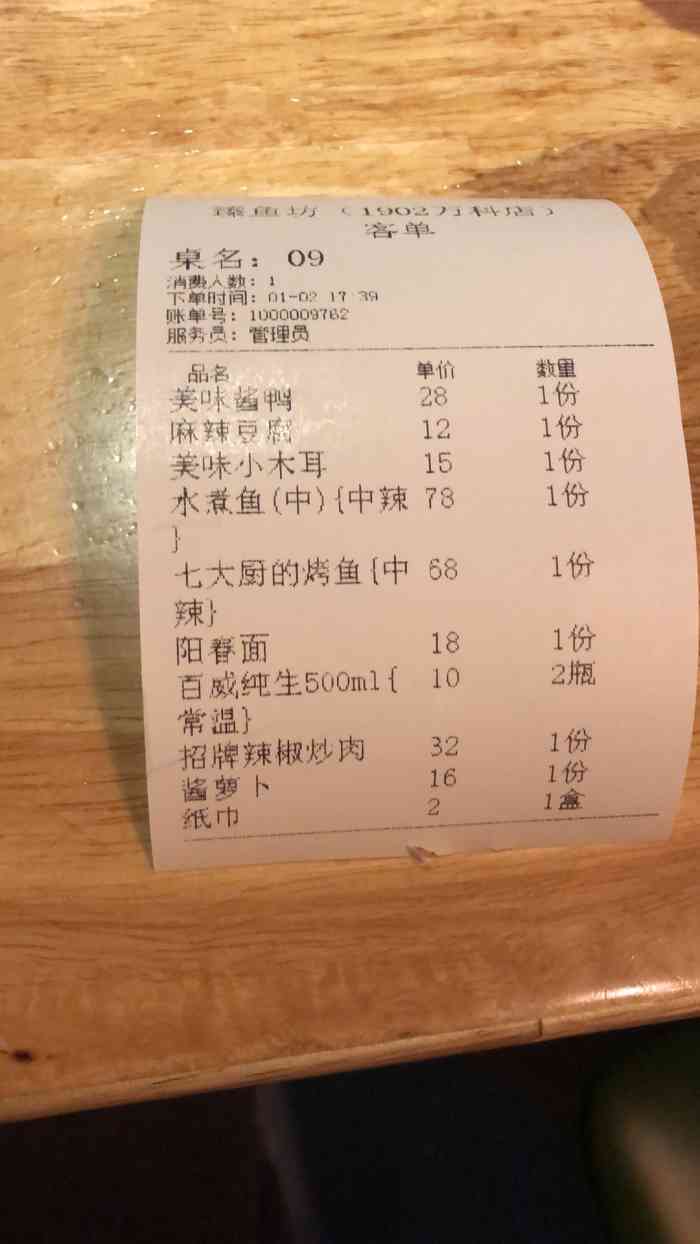 臻鱼坊（1902万科店）
客单
桌名：09
消费人数：1
下单时间：01-02 17:39
账单号：1000009762
服务员：管理员
品名 单价 数量
美味酱鸭 28 1份
麻辣豆腐 12 1份
美味小木耳 15 1份
水煮鱼(中){中辣 78 1份
}
七大厨的烤鱼{中 68 1份
辣}
阳春面 18 1份
百威纯生500ml{ 10 2瓶
常温}
招牌辣椒炒肉 32 1份
酱萝卜 16 1份
纸巾 2 1盒